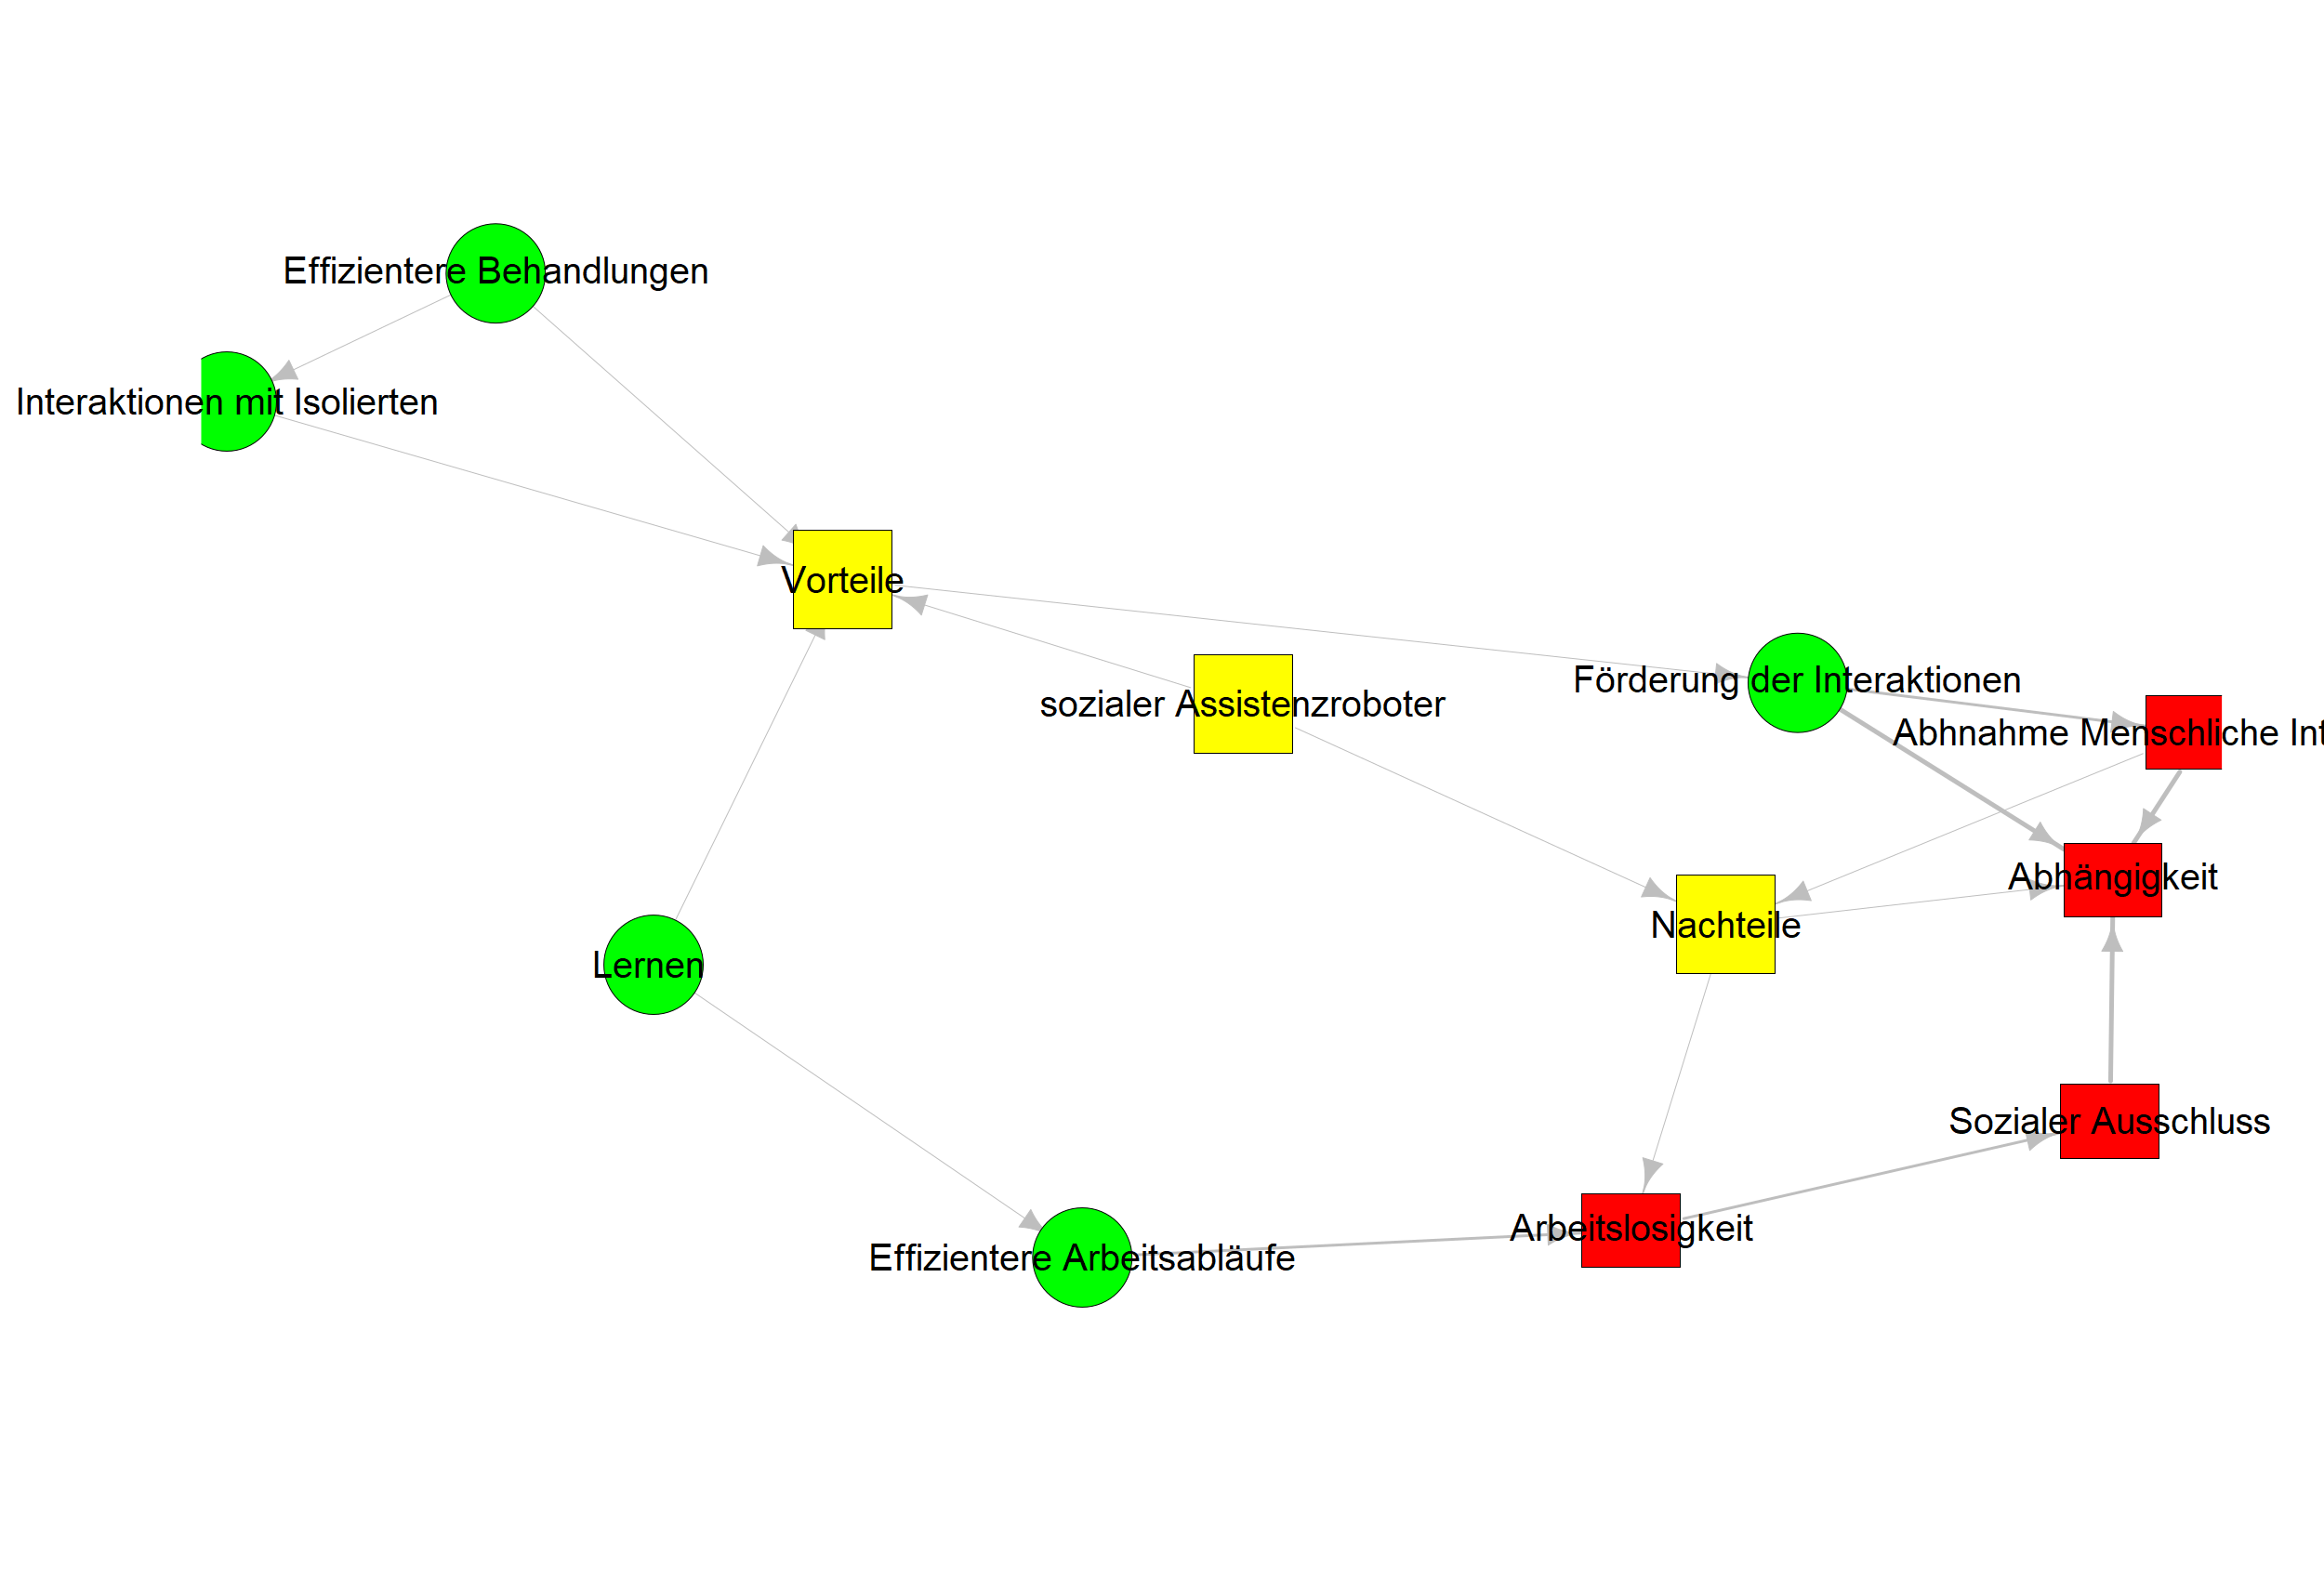 Effizientere Behandlungen
Interaktionen mit Isolierten
Vorteile
sozialer Assistenzroboter
Förderung der Interaktionen
Abhnahme Menschliche Int
Abhängigkeit
Nachteile
Lernen
Sozialer Ausschluss
Arbeitslosigkeit
Effizientere Arbeitsabläufe